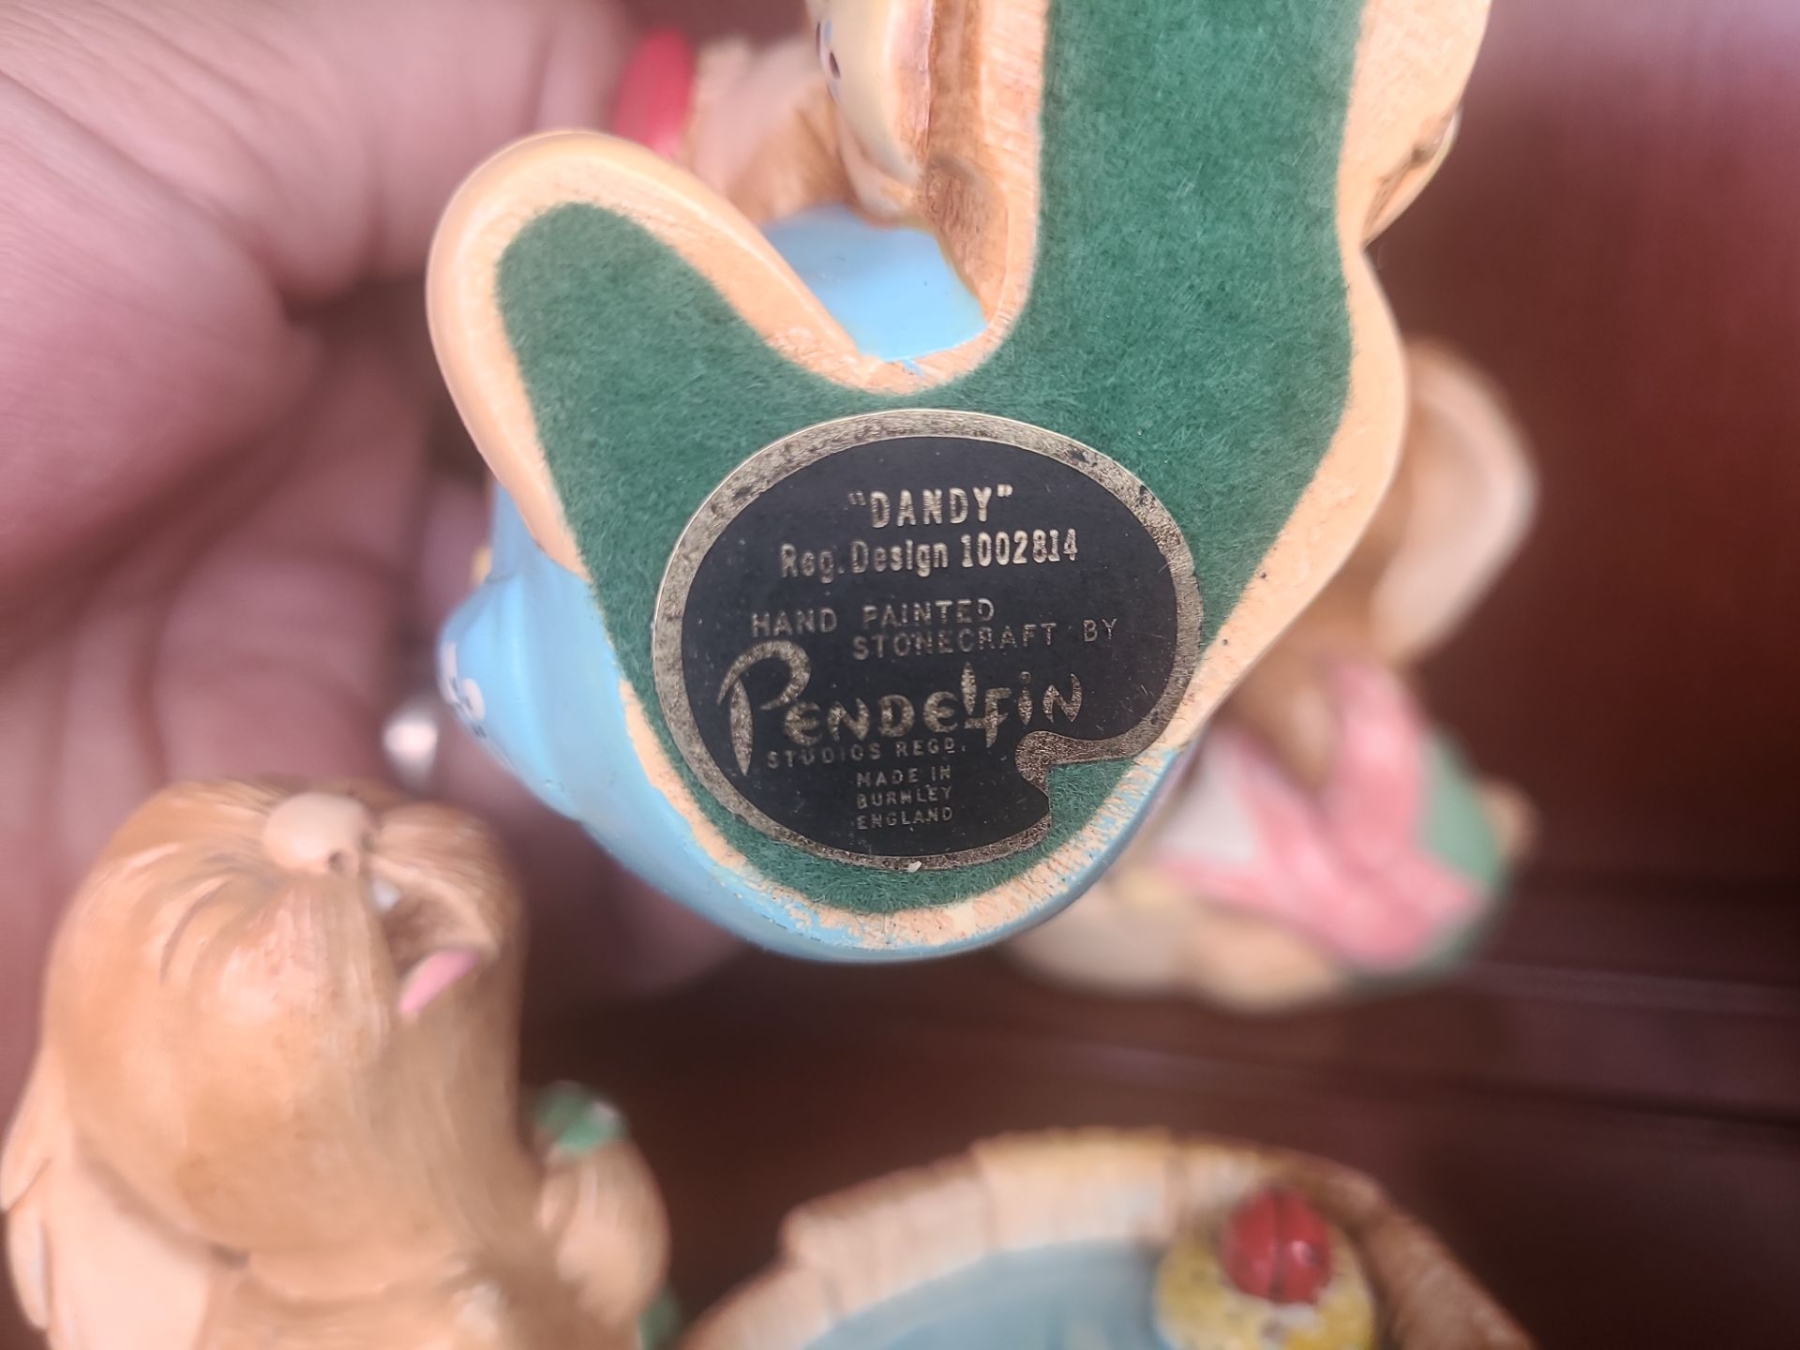 "DANDY"
Reg. Design 1002814
HAND PAINTED
STONECRAFT BY
PENDELFIN
STUDIOS REGD.
MADE IN
BURNLEY
ENGLAND